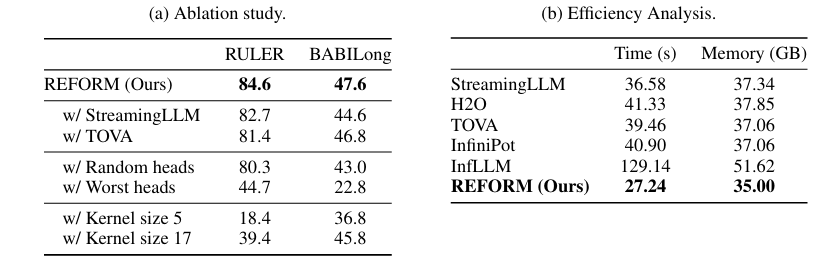 (a) Ablation study.
RULER BABILong
REFORM (Ours) 84.6 47.6
w/ StreamingLLM 82.7 44.6
w/ TOVA 81.4 46.8
w/ Random heads 80.3 43.0
w/ Worst heads 44.7 22.8
w/ Kernel size 5 18.4 36.8
w/ Kernel size 17 39.4 45.8
(b) Efficiency Analysis.
Time (s) Memory (GB)
StreamingLLM 36.58 37.34
H2O 41.33 37.85
TOVA 39.46 37.06
InfiniPot 40.90 37.06
InfLLM 129.14 51.62
REFORM (Ours) 27.24 35.00